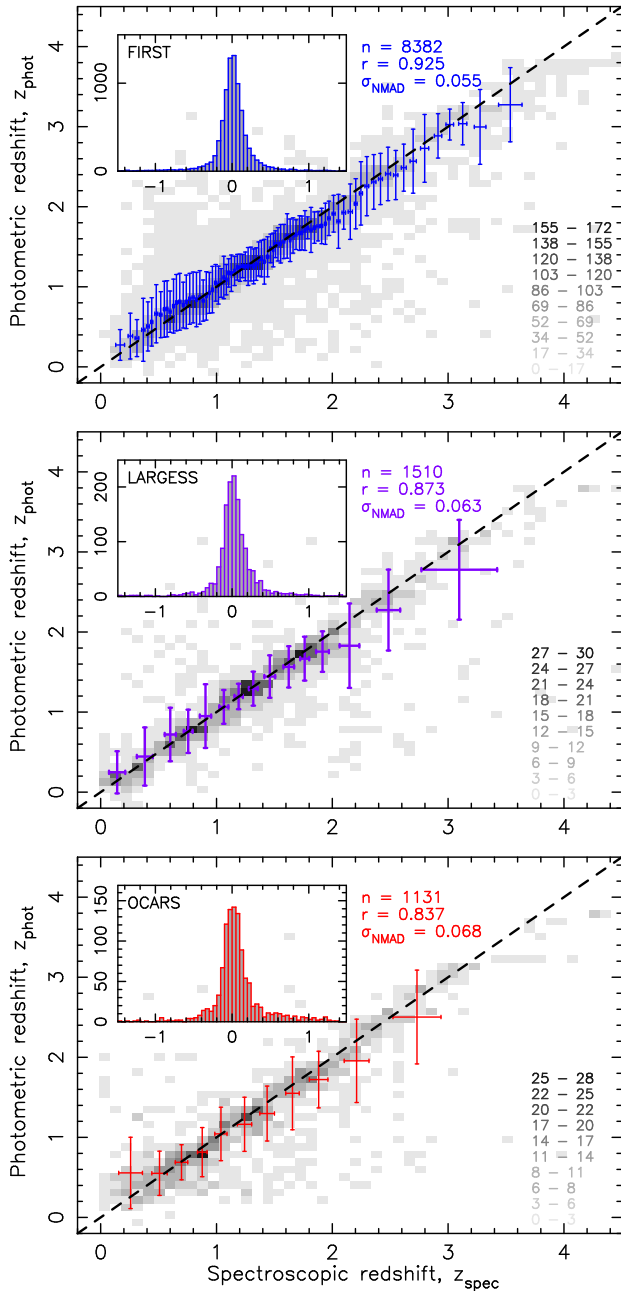 4
3
2
1
0
Photometric redshift, z_phot
FIRST
1000
0
−1 0 1
n = 8382
r = 0.925
σ_NMAD = 0.055
155 − 172
138 − 155
120 − 138
103 − 120
86 − 103
69 − 86
52 − 69
34 − 52
17 − 34
0 − 17
0 1 2 3 4
4
3
2
1
0
Photometric redshift, z_phot
LARGESS
200
100
0
−1 0 1
n = 1510
r = 0.873
σ_NMAD = 0.063
27 − 30
24 − 27
21 − 24
18 − 21
15 − 18
12 − 15
9 − 12
6 − 9
3 − 6
0 − 3
0 1 2 3 4
4
3
2
1
0
Photometric redshift, z_phot
OCARS
150
100
50
0
−1 0 1
n = 1131
r = 0.837
σ_NMAD = 0.068
25 − 28
22 − 25
20 − 22
17 − 20
14 − 17
11 − 14
8 − 11
6 − 8
3 − 6
0 − 3
0 1 2 3 4
Spectroscopic redshift, z_spec